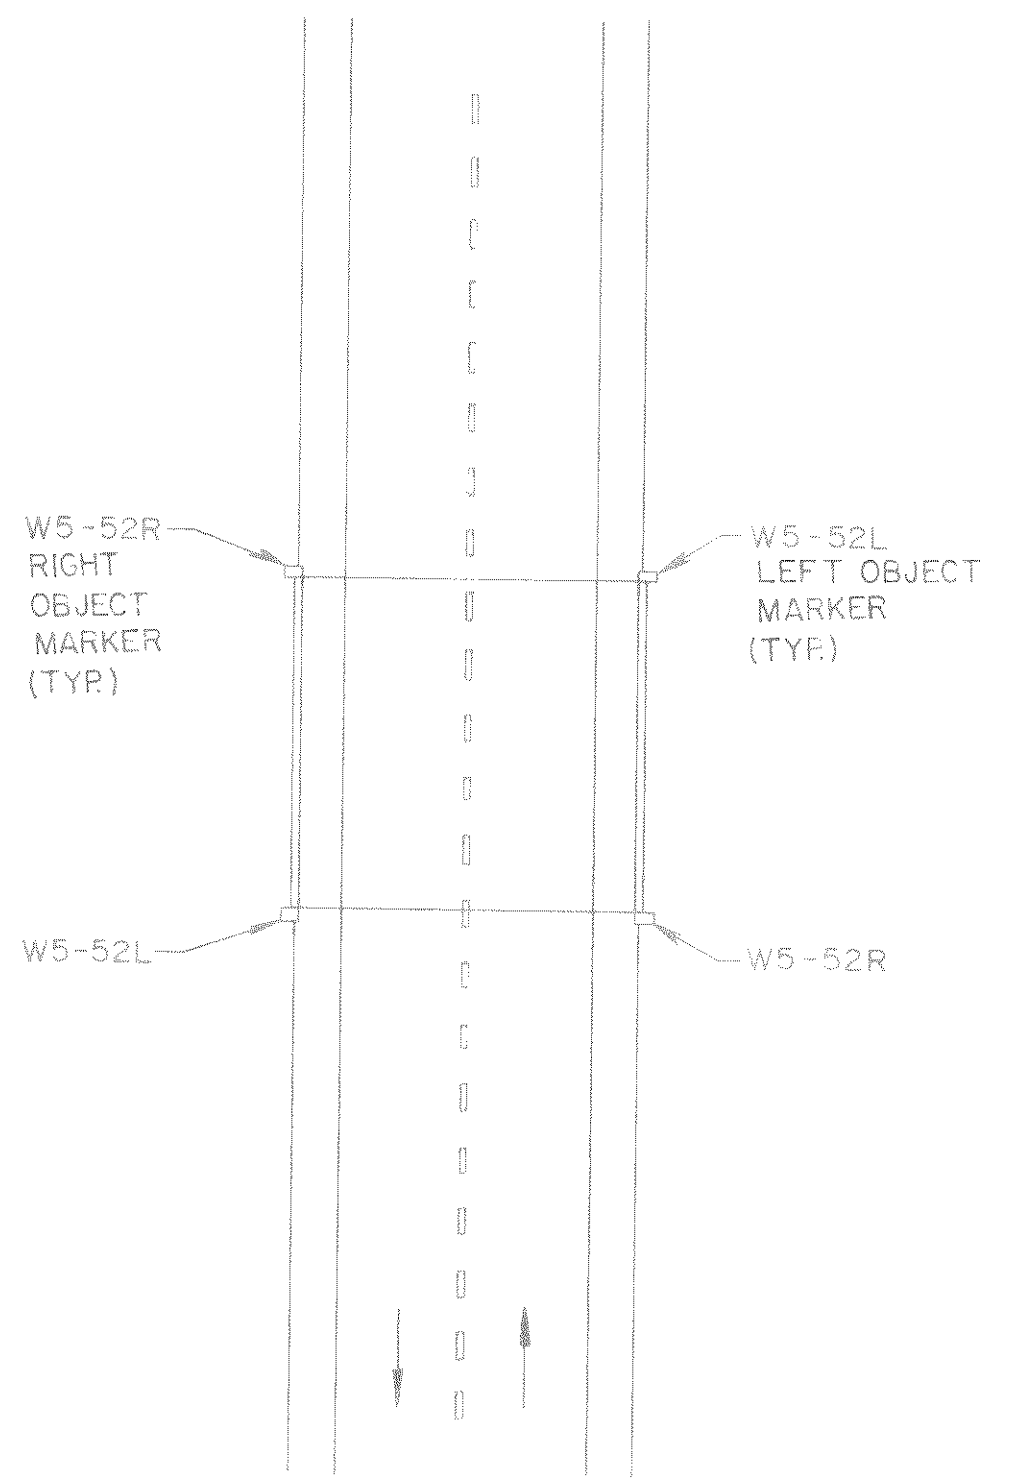 W5-52R
RIGHT
OBJECT
MARKER
(TYP.)
W5-52L
LEFT OBJECT
MARKER
(TYP.)
W5-52L
W5-52R